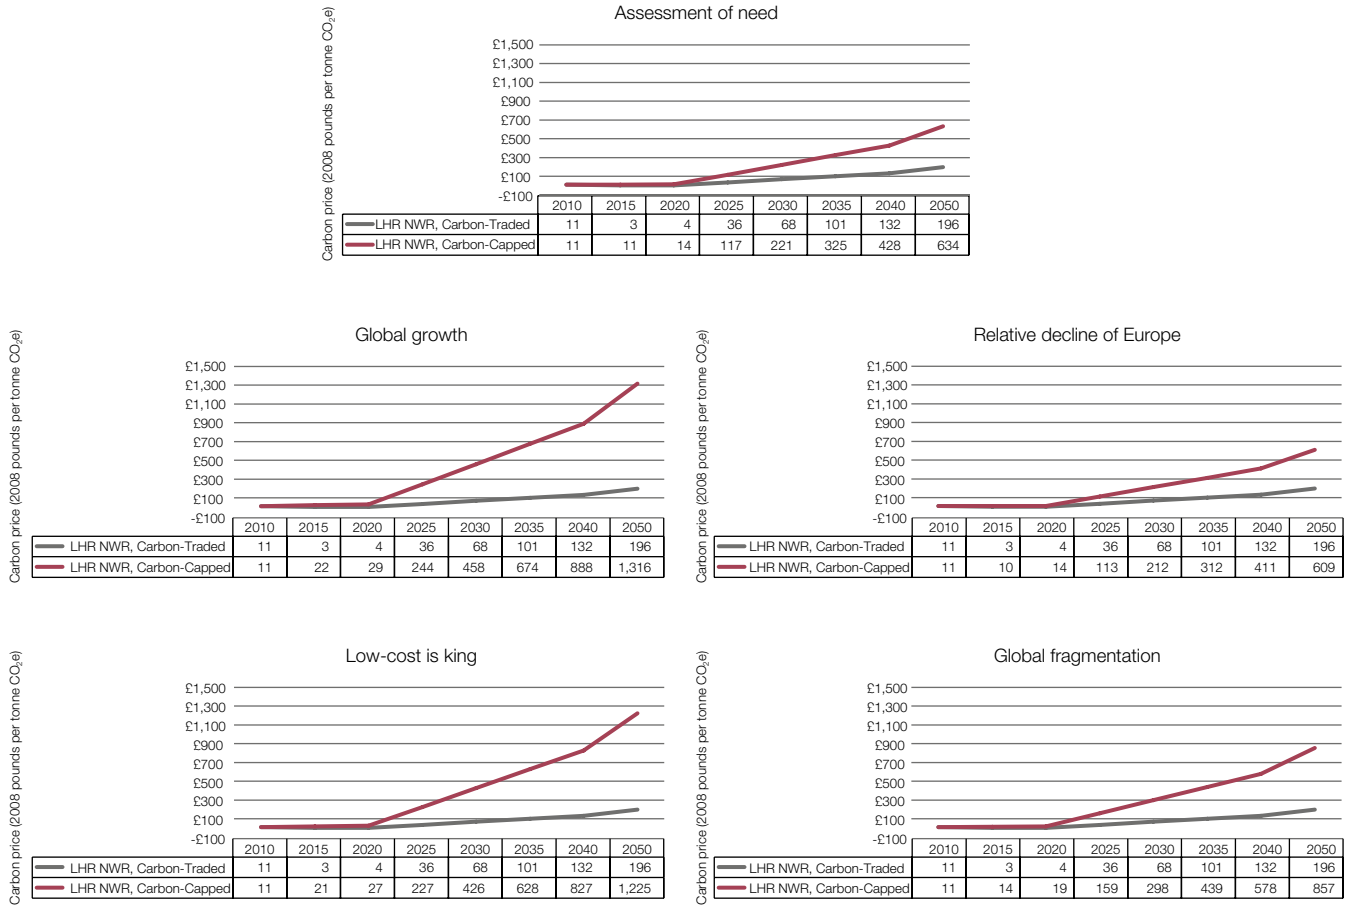 Assessment of need
Carbon price (2008 pounds per tonne CO₂e)
£1,500
£1,300
£1,100
£900
£700
£500
£300
£100
-£100
2010 2015 2020 2025 2030 2035 2040 2050
LHR NWR, Carbon-Traded 11 3 4 36 68 101 132 196
LHR NWR, Carbon-Capped 11 11 14 117 221 325 428 634
Global growth
Carbon price (2008 pounds per tonne CO₂e)
£1,500
£1,300
£1,100
£900
£700
£500
£300
£100
-£100
2010 2015 2020 2025 2030 2035 2040 2050
LHR NWR, Carbon-Traded 11 3 4 36 68 101 132 196
LHR NWR, Carbon-Capped 11 22 29 244 458 674 888 1,316
Relative decline of Europe
Carbon price (2008 pounds per tonne CO₂e)
£1,500
£1,300
£1,100
£900
£700
£500
£300
£100
-£100
2010 2015 2020 2025 2030 2035 2040 2050
LHR NWR, Carbon-Traded 11 3 4 36 68 101 132 196
LHR NWR, Carbon-Capped 11 10 14 113 212 312 411 609
Low-cost is king
Carbon price (2008 pounds per tonne CO₂e)
£1,500
£1,300
£1,100
£900
£700
£500
£300
£100
-£100
2010 2015 2020 2025 2030 2035 2040 2050
LHR NWR, Carbon-Traded 11 3 4 36 68 101 132 196
LHR NWR, Carbon-Capped 11 21 27 227 426 628 827 1,225
Global fragmentation
Carbon price (2008 pounds per tonne CO₂e)
£1,500
£1,300
£1,100
£900
£700
£500
£300
£100
-£100
2010 2015 2020 2025 2030 2035 2040 2050
LHR NWR, Carbon-Traded 11 3 4 36 68 101 132 196
LHR NWR, Carbon-Capped 11 14 19 159 298 439 578 857